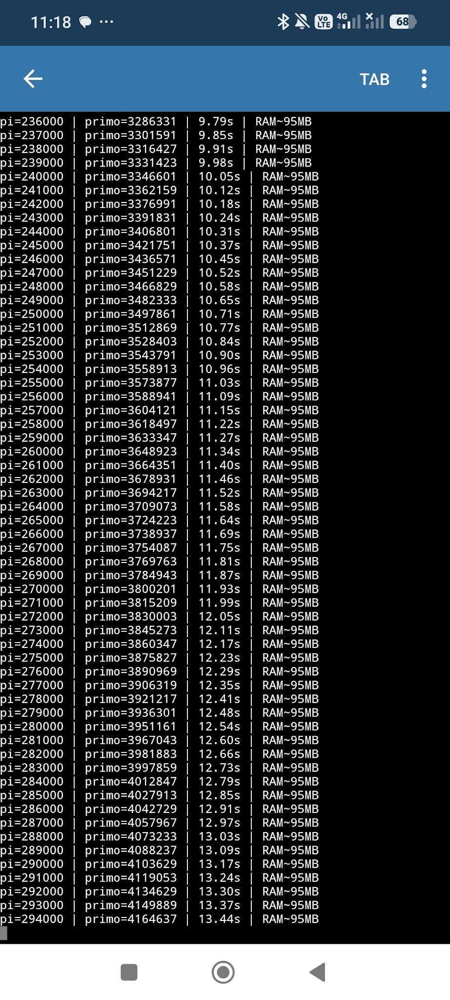 11:18 ... Vo LTE 4G 68
TAB
pi=236000 | primo=3286331 | 9.79s | RAM~95MB
pi=237000 | primo=3301591 | 9.85s | RAM~95MB
pi=238000 | primo=3316427 | 9.91s | RAM~95MB
pi=239000 | primo=3331423 | 9.98s | RAM~95MB
pi=240000 | primo=3346601 | 10.05s | RAM~95MB
pi=241000 | primo=3362159 | 10.12s | RAM~95MB
pi=242000 | primo=3376991 | 10.18s | RAM~95MB
pi=243000 | primo=3391831 | 10.24s | RAM~95MB
pi=244000 | primo=3406801 | 10.31s | RAM~95MB
pi=245000 | primo=3421751 | 10.37s | RAM~95MB
pi=246000 | primo=3436571 | 10.45s | RAM~95MB
pi=247000 | primo=3451229 | 10.52s | RAM~95MB
pi=248000 | primo=3466829 | 10.58s | RAM~95MB
pi=249000 | primo=3482333 | 10.65s | RAM~95MB
pi=250000 | primo=3497861 | 10.71s | RAM~95MB
pi=251000 | primo=3512869 | 10.77s | RAM~95MB
pi=252000 | primo=3528403 | 10.84s | RAM~95MB
pi=253000 | primo=3543791 | 10.90s | RAM~95MB
pi=254000 | primo=3558913 | 10.96s | RAM~95MB
pi=255000 | primo=3573877 | 11.03s | RAM~95MB
pi=256000 | primo=3588941 | 11.09s | RAM~95MB
pi=257000 | primo=3604121 | 11.15s | RAM~95MB
pi=258000 | primo=3618497 | 11.22s | RAM~95MB
pi=259000 | primo=3633347 | 11.27s | RAM~95MB
pi=260000 | primo=3648923 | 11.34s | RAM~95MB
pi=261000 | primo=3664351 | 11.40s | RAM~95MB
pi=262000 | primo=3678931 | 11.46s | RAM~95MB
pi=263000 | primo=3694217 | 11.52s | RAM~95MB
pi=264000 | primo=3709073 | 11.58s | RAM~95MB
pi=265000 | primo=3724223 | 11.64s | RAM~95MB
pi=266000 | primo=3738937 | 11.69s | RAM~95MB
pi=267000 | primo=3754087 | 11.75s | RAM~95MB
pi=268000 | primo=3769763 | 11.81s | RAM~95MB
pi=269000 | primo=3784943 | 11.87s | RAM~95MB
pi=270000 | primo=3800201 | 11.93s | RAM~95MB
pi=271000 | primo=3815209 | 11.99s | RAM~95MB
pi=272000 | primo=3830003 | 12.05s | RAM~95MB
pi=273000 | primo=3845273 | 12.11s | RAM~95MB
pi=274000 | primo=3860347 | 12.17s | RAM~95MB
pi=275000 | primo=3875827 | 12.23s | RAM~95MB
pi=276000 | primo=3890969 | 12.29s | RAM~95MB
pi=277000 | primo=3906319 | 12.35s | RAM~95MB
pi=278000 | primo=3921217 | 12.41s | RAM~95MB
pi=279000 | primo=3936301 | 12.48s | RAM~95MB
pi=280000 | primo=3951161 | 12.54s | RAM~95MB
pi=281000 | primo=3967043 | 12.60s | RAM~95MB
pi=282000 | primo=3981883 | 12.66s | RAM~95MB
pi=283000 | primo=3997859 | 12.73s | RAM~95MB
pi=284000 | primo=4012847 | 12.79s | RAM~95MB
pi=285000 | primo=4027913 | 12.85s | RAM~95MB
pi=286000 | primo=4042729 | 12.91s | RAM~95MB
pi=287000 | primo=4057967 | 12.97s | RAM~95MB
pi=288000 | primo=4073233 | 13.03s | RAM~95MB
pi=289000 | primo=4088237 | 13.09s | RAM~95MB
pi=290000 | primo=4103629 | 13.17s | RAM~95MB
pi=291000 | primo=4119053 | 13.24s | RAM~95MB
pi=292000 | primo=4134629 | 13.30s | RAM~95MB
pi=293000 | primo=4149889 | 13.37s | RAM~95MB
pi=294000 | primo=4164637 | 13.44s | RAM~95MB